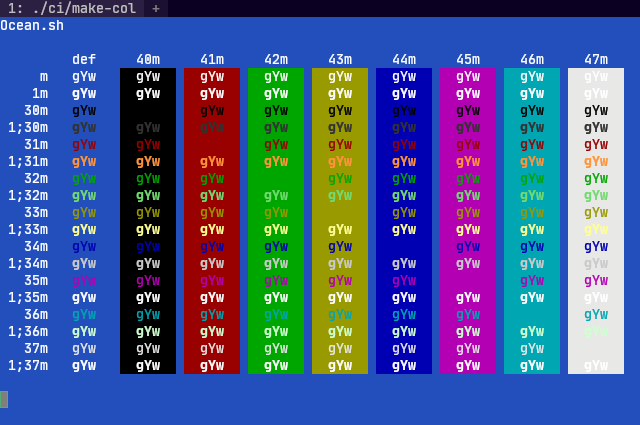 1: ./ci/make-col +
Ocean.sh
def 40m 41m 42m 43m 44m 45m 46m 47m
m gYw gYw gYw gYw gYw gYw gYw gYw gYw
1m gYw gYw gYw gYw gYw gYw gYw gYw gYw
30m gYw gYw gYw gYw gYw gYw gYw gYw
1;30m gYw gYw gYw gYw gYw gYw gYw gYw gYw
31m gYw gYw gYw gYw gYw gYw gYw gYw
1;31m gYw gYw gYw gYw gYw gYw gYw gYw gYw
32m gYw gYw gYw gYw gYw gYw gYw gYw
1;32m gYw gYw gYw gYw gYw gYw gYw gYw gYw
33m gYw gYw gYw gYw gYw gYw gYw gYw
1;33m gYw gYw gYw gYw gYw gYw gYw gYw gYw
34m gYw gYw gYw gYw gYw gYw gYw gYw
1;34m gYw gYw gYw gYw gYw gYw gYw gYw gYw
35m gYw gYw gYw gYw gYw gYw gYw gYw
1;35m gYw gYw gYw gYw gYw gYw gYw gYw gYw
36m gYw gYw gYw gYw gYw gYw gYw gYw
1;36m gYw gYw gYw gYw gYw gYw gYw gYw gYw
37m gYw gYw gYw gYw gYw gYw gYw gYw
1;37m gYw gYw gYw gYw gYw gYw gYw gYw gYw